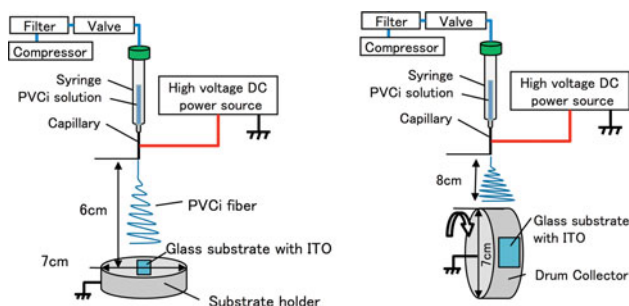 Filter
Valve
Compressor
Syringe
PVCi solution
High voltage DC
power source
Capillary
6cm
PVCi fiber
Glass substrate with ITO
7cm
Substrate holder
Filter
Valve
Compressor
Syringe
PVCi solution
High voltage DC
power source
Capillary
8cm
Glass substrate
with ITO
7cm
Drum Collector